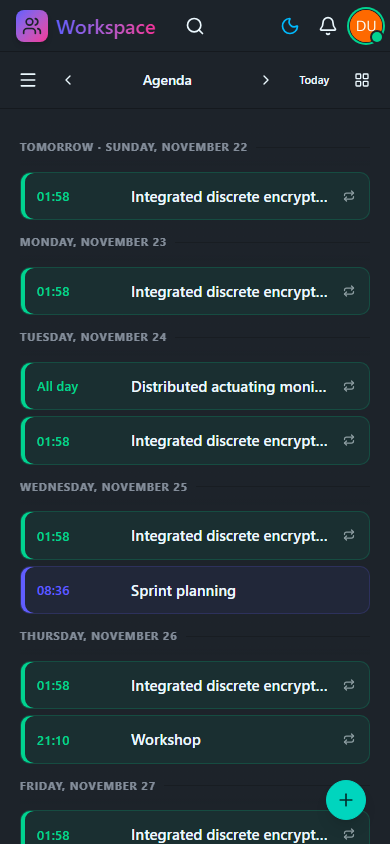 Workspace
DU
Agenda
Today
TOMORROW · SUNDAY, NOVEMBER 22
01:58 Integrated discrete encrypt...
MONDAY, NOVEMBER 23
01:58 Integrated discrete encrypt...
TUESDAY, NOVEMBER 24
All day Distributed actuating moni...
01:58 Integrated discrete encrypt...
WEDNESDAY, NOVEMBER 25
01:58 Integrated discrete encrypt...
08:36 Sprint planning
THURSDAY, NOVEMBER 26
01:58 Integrated discrete encrypt...
21:10 Workshop
FRIDAY, NOVEMBER 27
01:58 Integrated discrete encrypt...